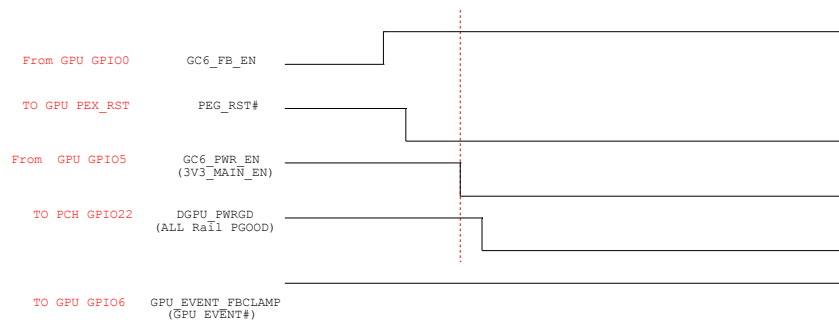 From GPU GPIO0 GC6_FB_EN
TO GPU PEX_RST PEG_RST#
From GPU GPIO5 GC6_PWR_EN
(3V3_MAIN_EN)
TO PCH GPIO22 DGPU_PWRGD
(ALL Rail PGOOD)
TO GPU GPIO6 GPU_EVENT_FBCLAMP
(GPU_EVENT#)